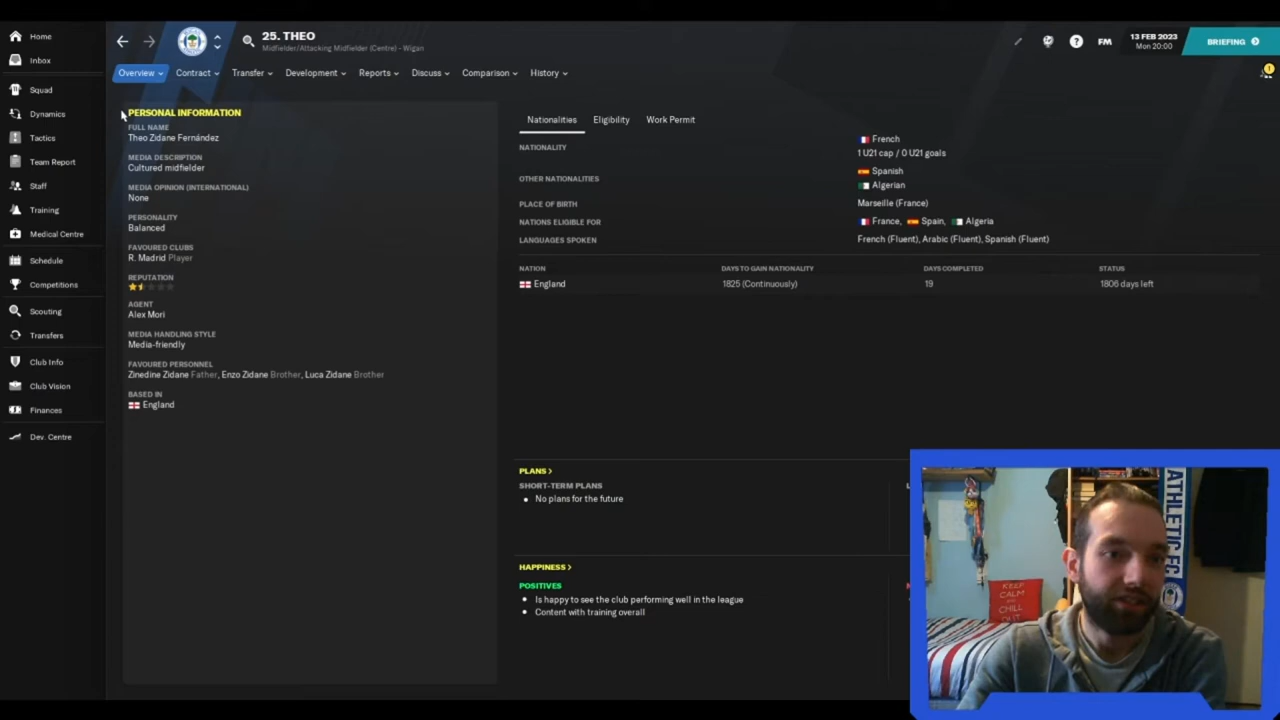 Home
Inbox
Squad
Dynamics
Tactics
Team Report
Staff
Training
Medical Centre
Schedule
Competitions
Scouting
Transfers
Club Info
Club Vision
Finances
Dev. Centre
25. THEO
Midfielder/Attacking Midfielder (Centre) - Wigan
FM
13 FEB 2023
Mon 20:00
BRIEFING
Overview
Contract
Transfer
Development
Reports
Discuss
Comparison
History
PERSONAL INFORMATION
FULL NAME
Theo Zidane Fernández
MEDIA DESCRIPTION
Cultured midfielder
MEDIA OPINION (INTERNATIONAL)
None
PERSONALITY
Balanced
FAVOURED CLUBS
R. Madrid Player
REPUTATION
AGENT
Alex Mori
MEDIA HANDLING STYLE
Media-friendly
FAVOURED PERSONNEL
Zinedine Zidane Father, Enzo Zidane Brother, Luca Zidane Brother
BASED IN
England
Nationalities Eligibility Work Permit
NATIONALITY
French
1 U21 cap / 0 U21 goals
OTHER NATIONALITIES
Spanish
Algerian
PLACE OF BIRTH Marseille (France)
NATIONS ELIGIBLE FOR France, Spain, Algeria
LANGUAGES SPOKEN French (Fluent), Arabic (Fluent), Spanish (Fluent)
NATION DAYS TO GAIN NATIONALITY DAYS COMPLETED STATUS
England 1825 (Continuously) 19 1806 days left
PLANS >
SHORT-TERM PLANS
No plans for the future
HAPPINESS >
POSITIVES
Is happy to see the club performing well in the league
Content with training overall
KEEP
CALM
AND
CHILL
OUT
ATHLETIC FC